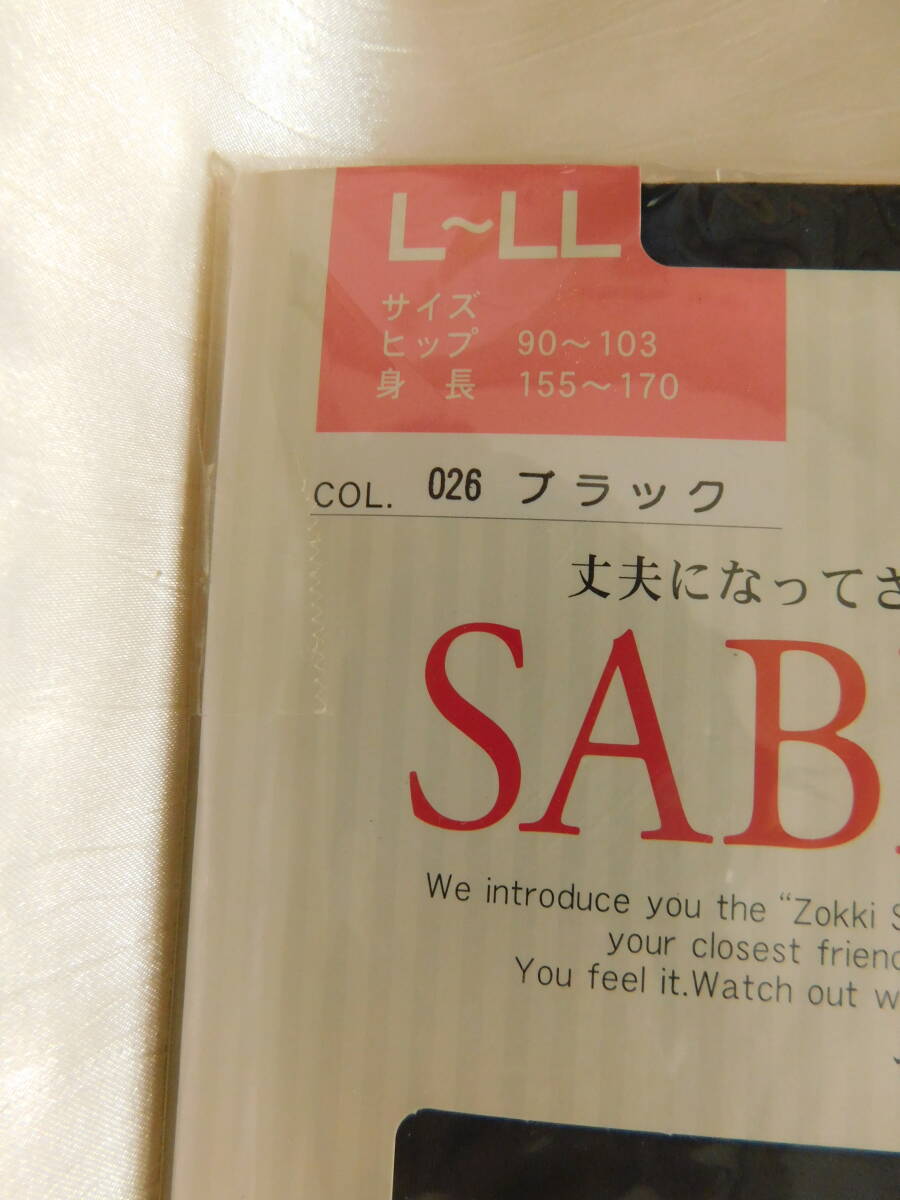 L~LL
サイズ
ヒップ 90～103
身 長 155～170
COL. 026 ブラック
丈夫になってさ
SAB
We introduce you the “Zokki S
your closest frien
You feel it.Watch out w